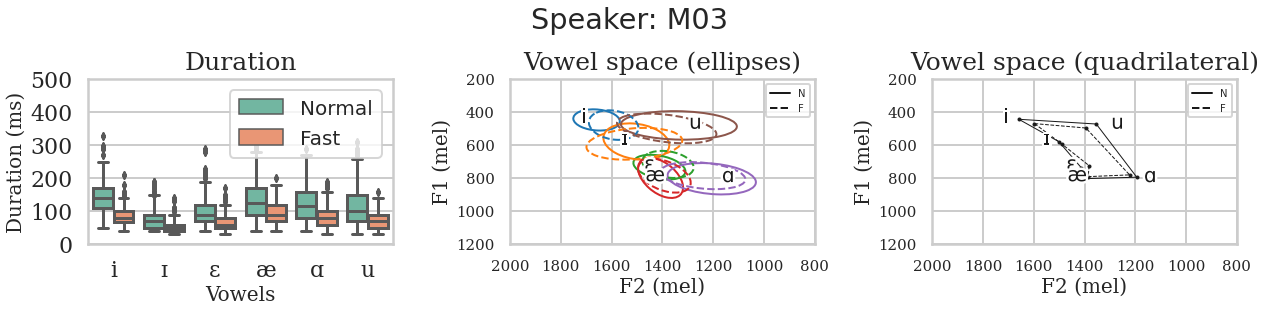 Speaker: M03
Duration
Duration (ms)
500
400
300
200
100
0
Normal
Fast
i ɪ ɛ æ ɑ u
Vowels
Vowel space (ellipses)
F1 (mel)
200
400
600
800
1000
1200
N
F
i
u
ɪ
ɛ
æ
ɑ
2000 1800 1600 1400 1200 1000 800
F2 (mel)
Vowel space (quadrilateral)
F1 (mel)
200
400
600
800
1000
1200
N
F
i
u
ɪ
ɛ
æ
ɑ
2000 1800 1600 1400 1200 1000 800
F2 (mel)